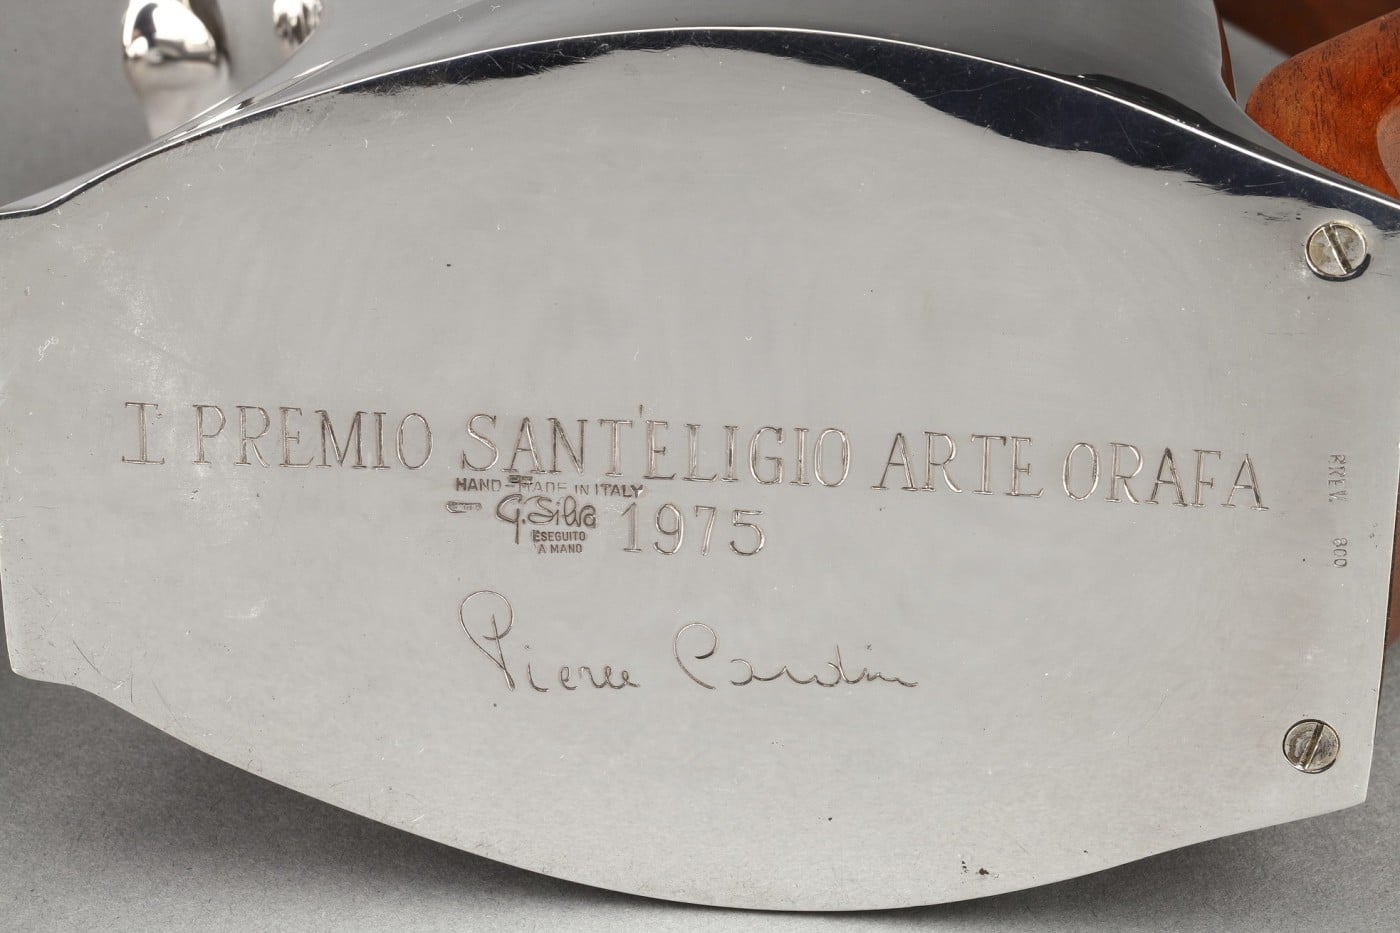 I PREMIO SANT'ELIGIO ARTE ORAFA
HAND-MADE IN ITALY
G. Silva
ESEGUITO
A MANO
1975
Pierre Cardin
800